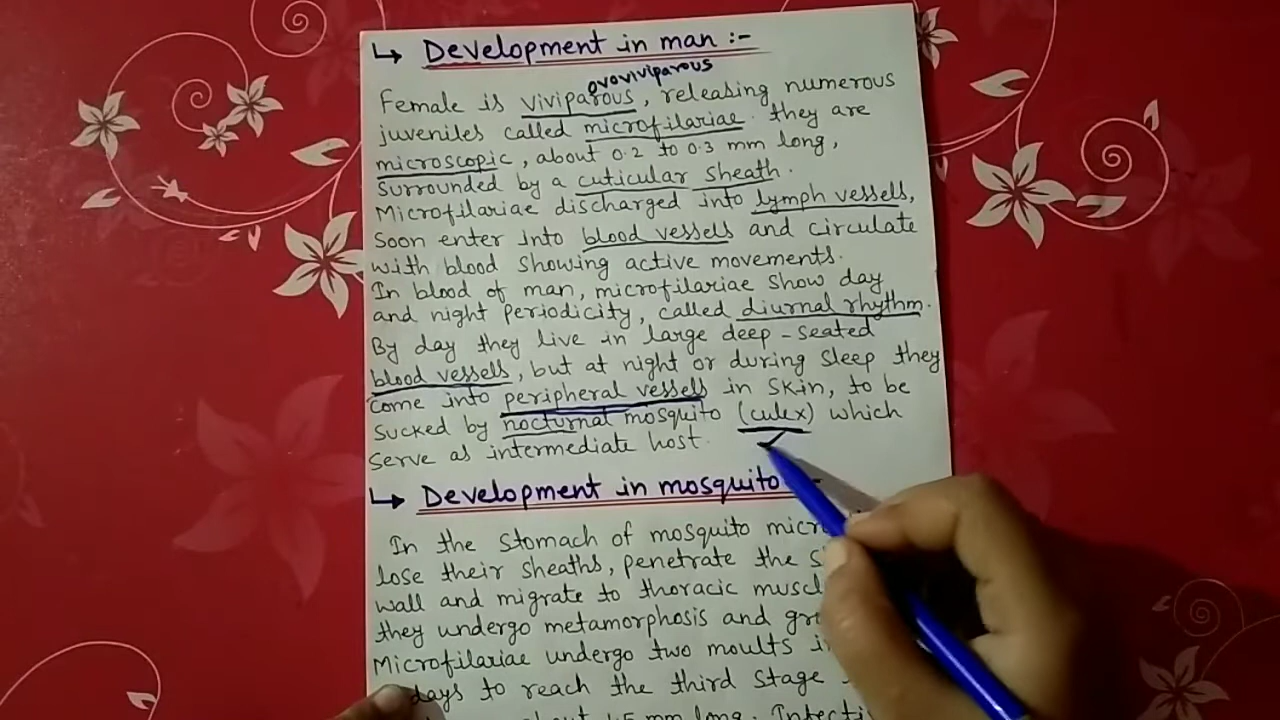 ↳ Development in man :-
ovoviviparous
Female is viviparous, releasing numerous
juveniles called microfilariae. they are
microscopic, about 0.2 to 0.3 mm long,
surrounded by a cuticular sheath.
Microfilariae discharged into lymph vessels,
Soon enter into blood vessels and circulate
with blood showing active movements.
In blood of man, microfilariae show day
and night periodicity, called diurnal rhythm.
By day they live in large deep-seated
blood vessels, but at night or during sleep they
come into peripheral vessels in skin, to be
sucked by nocturnal mosquito (culex) which
serve as intermediate host.
↳ Development in mosquito :-
In the stomach of mosquito
lose their sheaths, penetrate the
wall and migrate to thoracic
they undergo metamorphosis and
Microfilariae undergo two moults
days to reach the third stage
mm long.